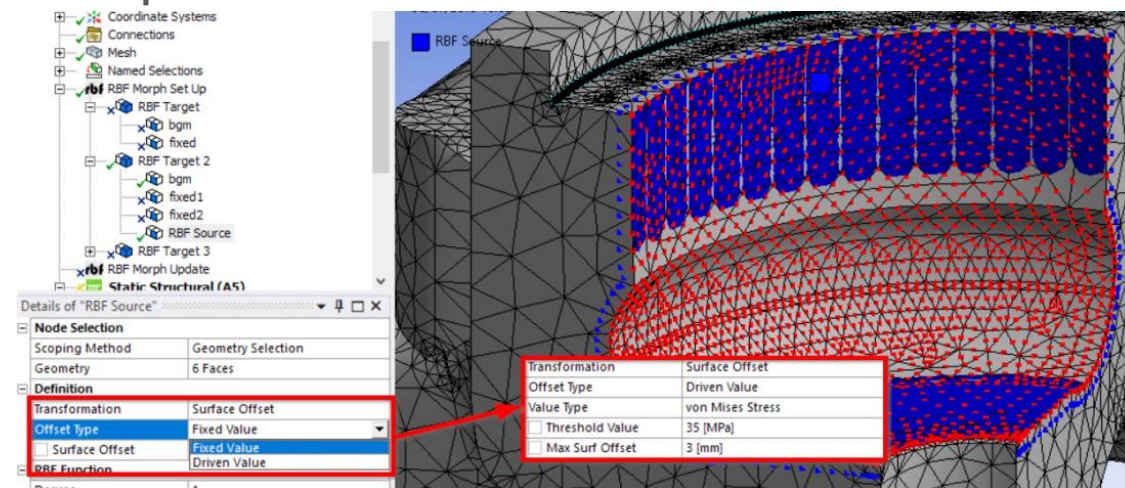 Coordinate Systems
Connections
Mesh
Named Selections
rbf RBF Morph Set Up
RBF Target
bgm
fixed
RBF Target 2
bgm
fixed1
fixed2
RBF Source
RBF Target 3
rbf RBF Morph Update
Static Structural (A5)
Details of "RBF Source"
Node Selection
Scoping Method Geometry Selection
Geometry 6 Faces
Definition
Transformation Surface Offset
Offset Type Fixed Value
Surface Offset Fixed Value
Driven Value
RBF Function
RBF Source
Transformation Surface Offset
Offset Type Driven Value
Value Type von Mises Stress
Threshold Value 35 [MPa]
Max Surf Offset 3 [mm]